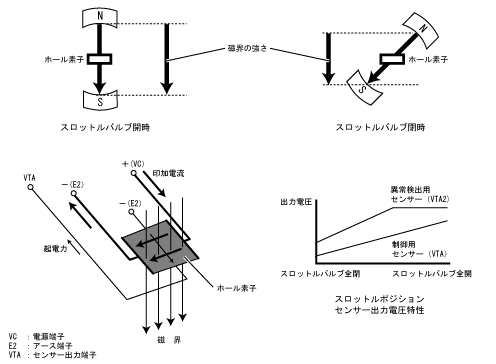 N
ホール素子
S
スロットルバルブ開時
磁界の強さ
N
ホール素子
S
スロットルバルブ閉時
VTA
－(E2)
＋(VC)
印加電流
－(E2)
起電力
ホール素子
磁 界
VC ：電源端子
E2 ：アース端子
VTA ：センサー出力端子
出力電圧
異常検出用
センサー (VTA2)
制御用
センサー (VTA)
スロットルバルブ全閉
スロットルバルブ全開
スロットルポジション
センサー出力電圧特性